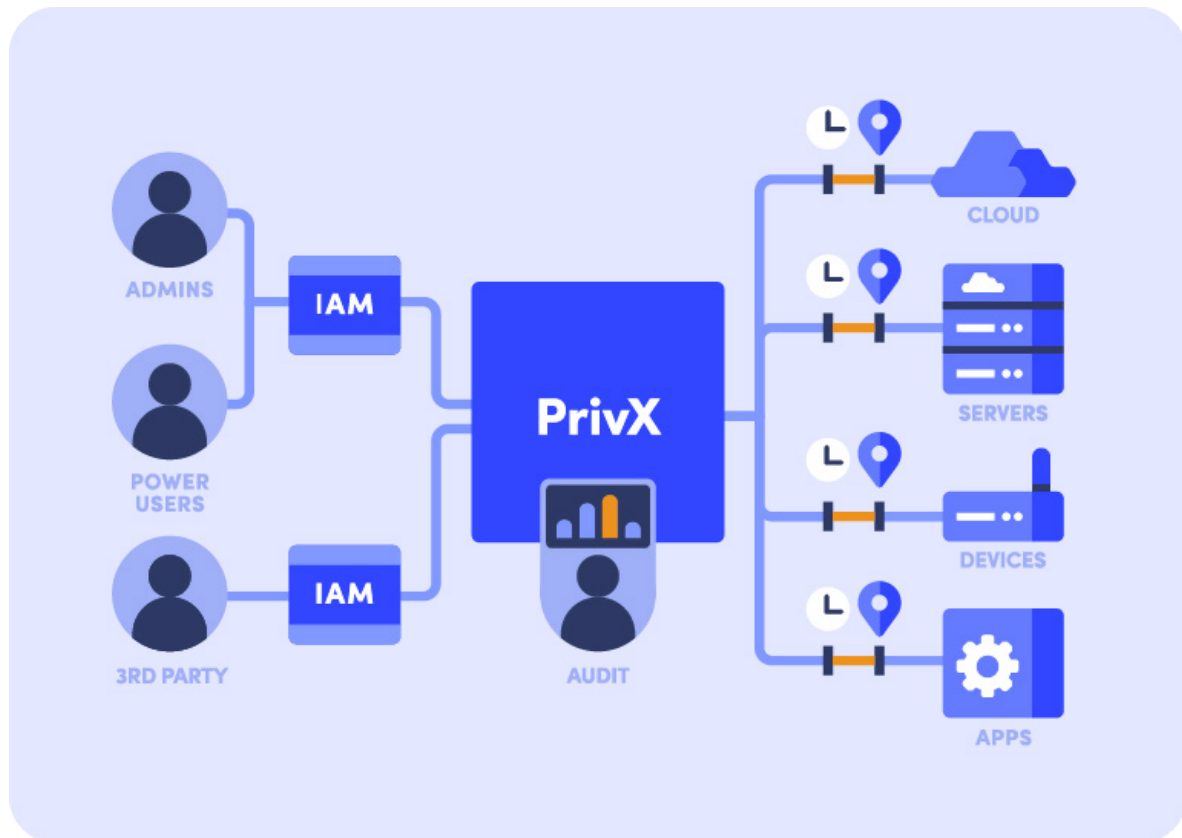 ADMINS
POWER
USERS
3RD PARTY
IAM
IAM
PrivX
AUDIT
CLOUD
SERVERS
DEVICES
APPS